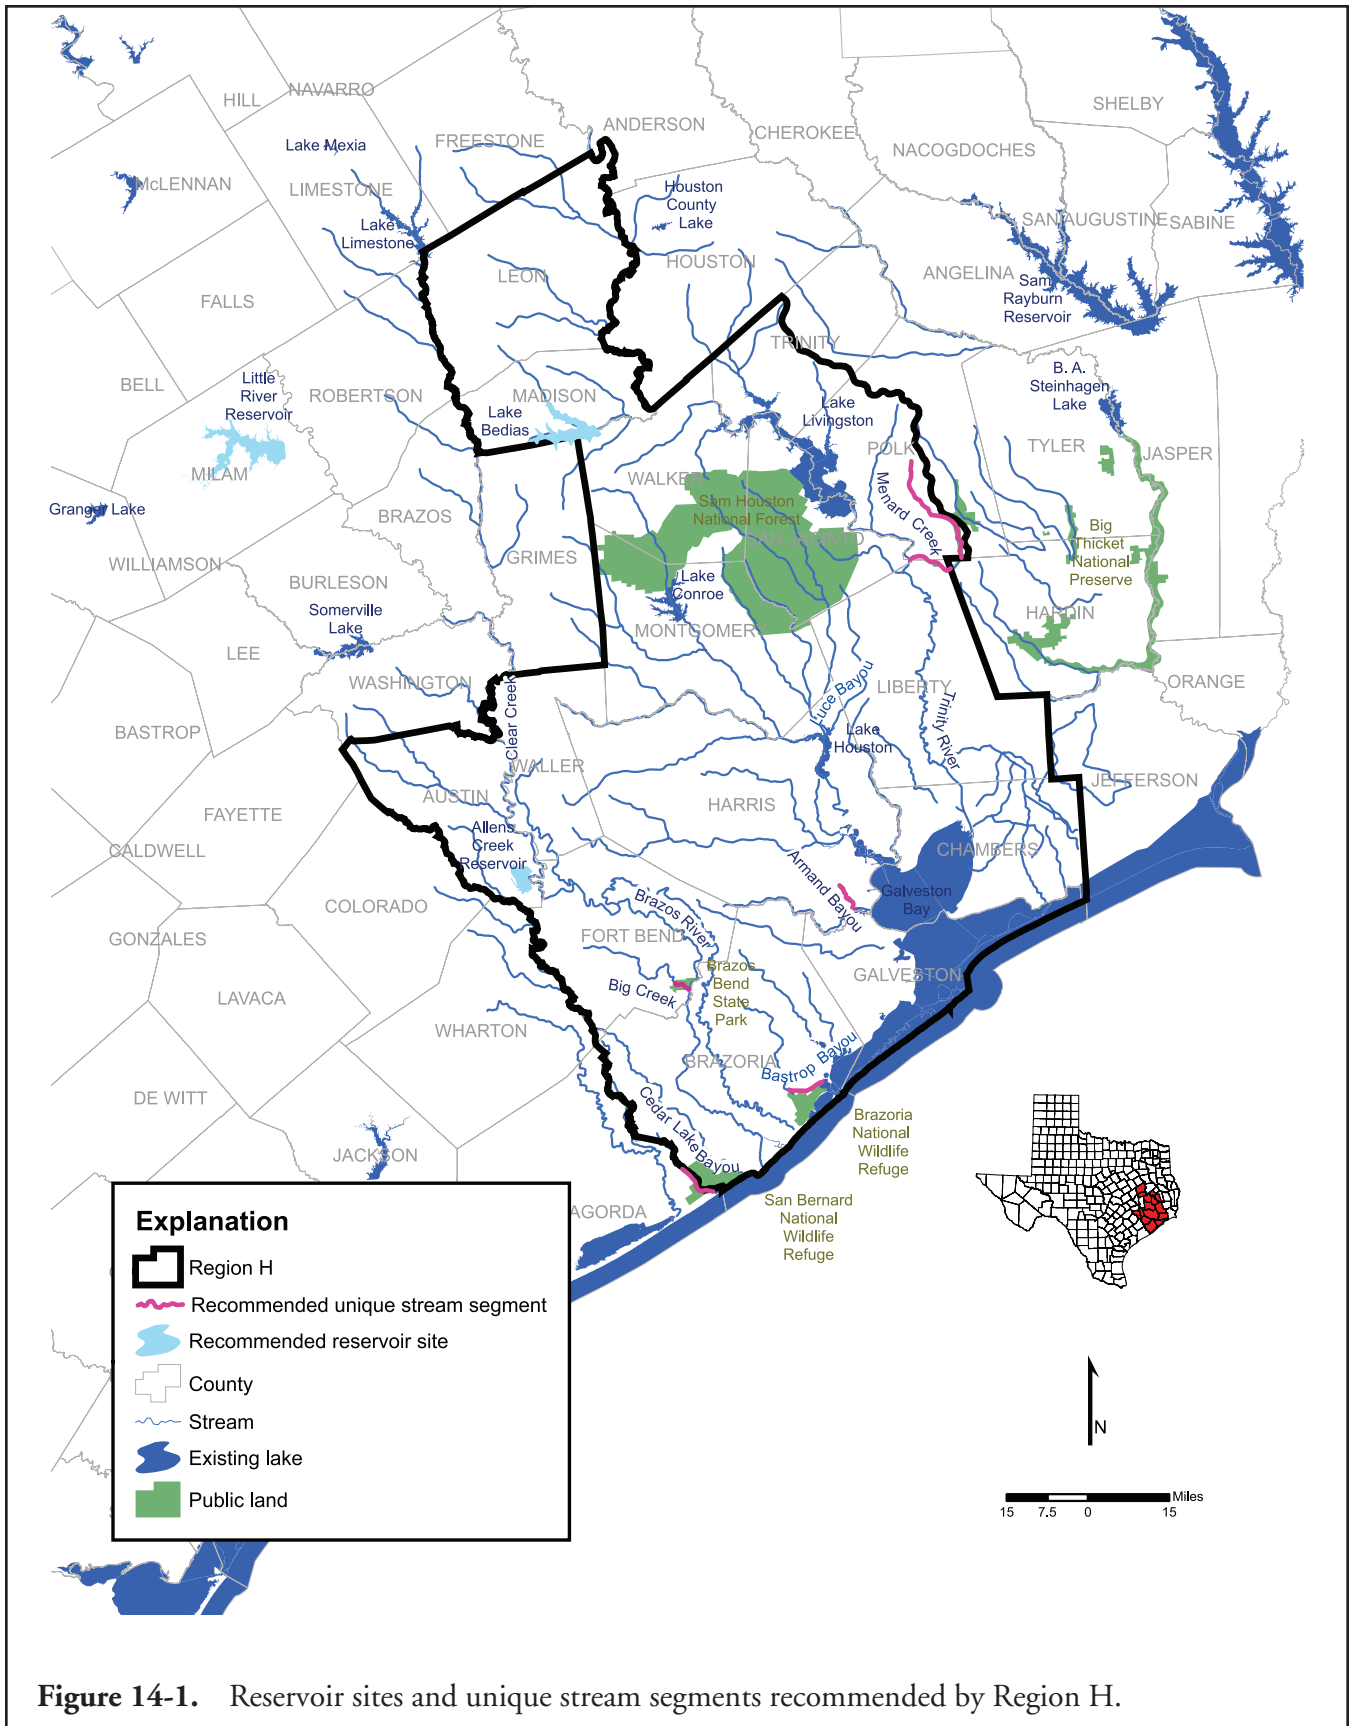 HILL
NAVARRO
ANDERSON
CHEROKEE
SHELBY
Lake Mexia
FREESTONE
NACOGDOCHES
McLENNAN
LIMESTONE
Houston
County
Lake
Lake
Limestone
SAN AUGUSTINE
SABINE
LEON
HOUSTON
ANGELINA
Sam
Rayburn
Reservoir
FALLS
TRINITY
BELL
Little
River
Reservoir
ROBERTSON
MADISON
Lake
Bedias
Lake
Livingston
B. A.
Steinhagen
Lake
POLK
TYLER
JASPER
MILAM
WALKER
Sam Houston
National Forest
Menard Creek
Granger Lake
BRAZOS
SAN JACINTO
Big
Thicket
National
Preserve
WILLIAMSON
GRIMES
BURLESON
Lake
Conroe
Somerville
Lake
HARDIN
MONTGOMERY
LEE
WASHINGTON
Clear Creek
Luce Bayou
LIBERTY
Trinity River
ORANGE
BASTROP
Lake
Houston
WALLER
JEFFERSON
AUSTIN
HARRIS
FAYETTE
Allens
Creek
Reservoir
CALDWELL
CHAMBERS
Armand Bayou
Galveston
Bay
COLORADO
Brazos River
GONZALES
FORT BEND
Brazos
Bend
State
Park
GALVESTON
LAVACA
Big Creek
WHARTON
BRAZORIA
Bastrop Bayou
DE WITT
Cedar Lake Bayou
Brazoria
National
Wildlife
Refuge
JACKSON
San Bernard
National
Wildlife
Refuge
AGORDA
Explanation
Region H
Recommended unique stream segment
Recommended reservoir site
County
Stream
Existing lake
Public land
N
Miles
15 7.5 0 15
Figure 14-1. Reservoir sites and unique stream segments recommended by Region H.